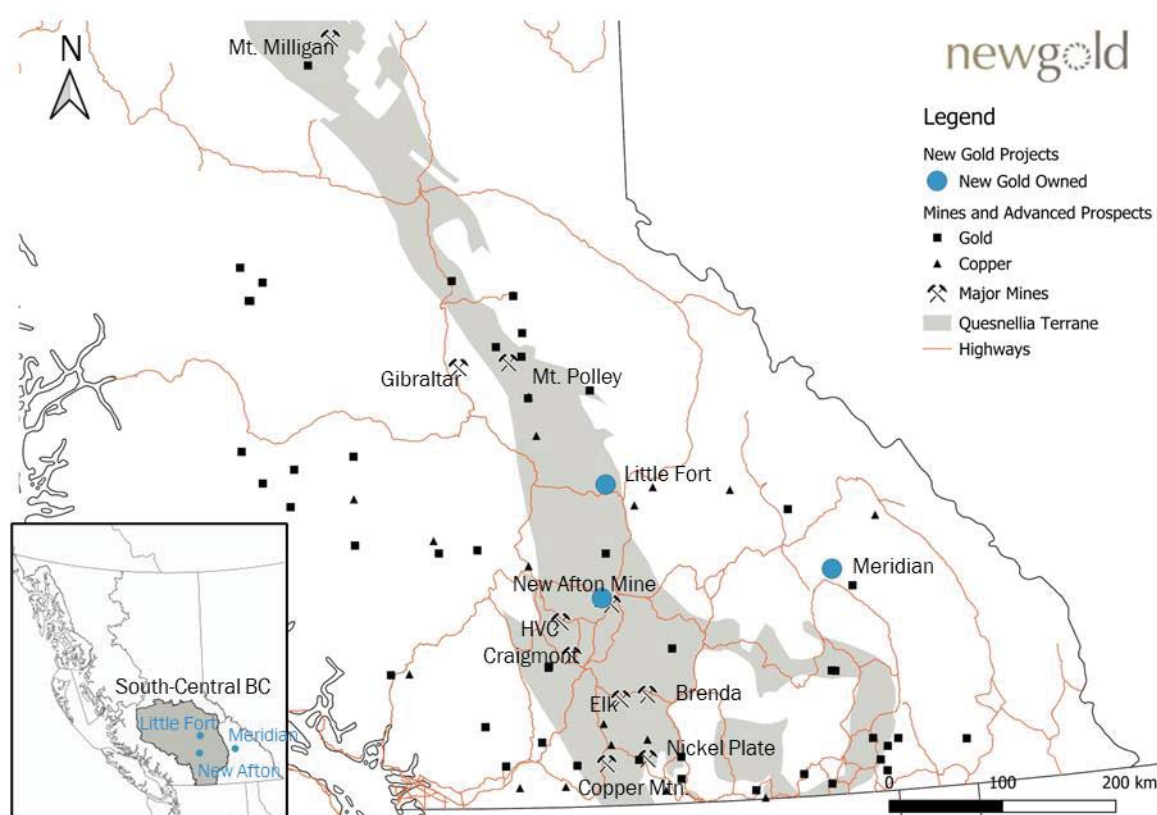 Mt. Milligan
N
newgold
Legend
New Gold Projects
New Gold Owned
Mines and Advanced Prospects
Gold
Copper
Major Mines
Quesnellia Terrane
Highways
Gibraltar
Mt. Polley
Little Fort
Meridian
New Afton Mine
HVC
Craigmont
Elk
Brenda
Nickel Plate
Copper Mtn.
South-Central BC
Little Fort
Meridian
New Afton
0 100 200 km